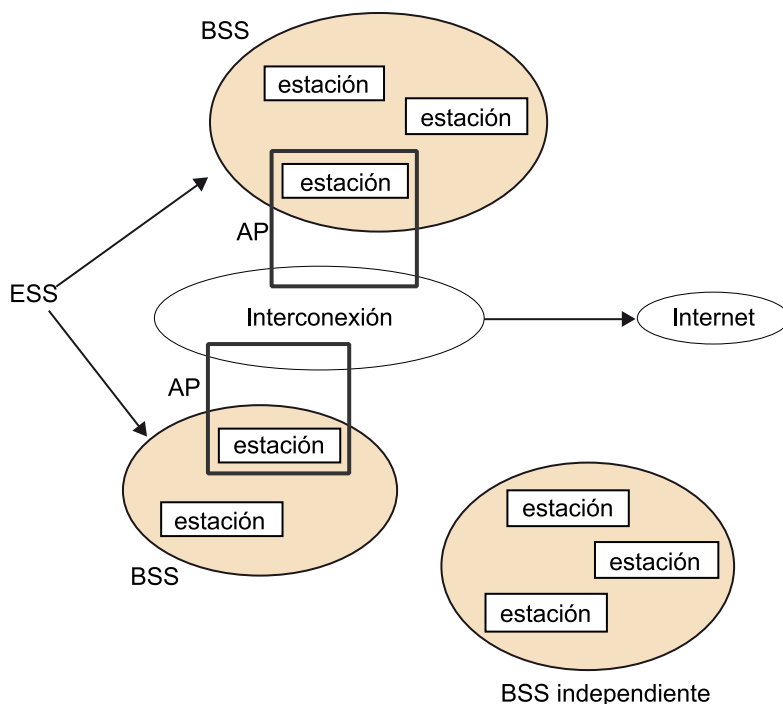 BSS
estación
estación
estación
AP
ESS
Interconexión
Internet
AP
estación
estación
BSS
estación
estación
estación
BSS independiente